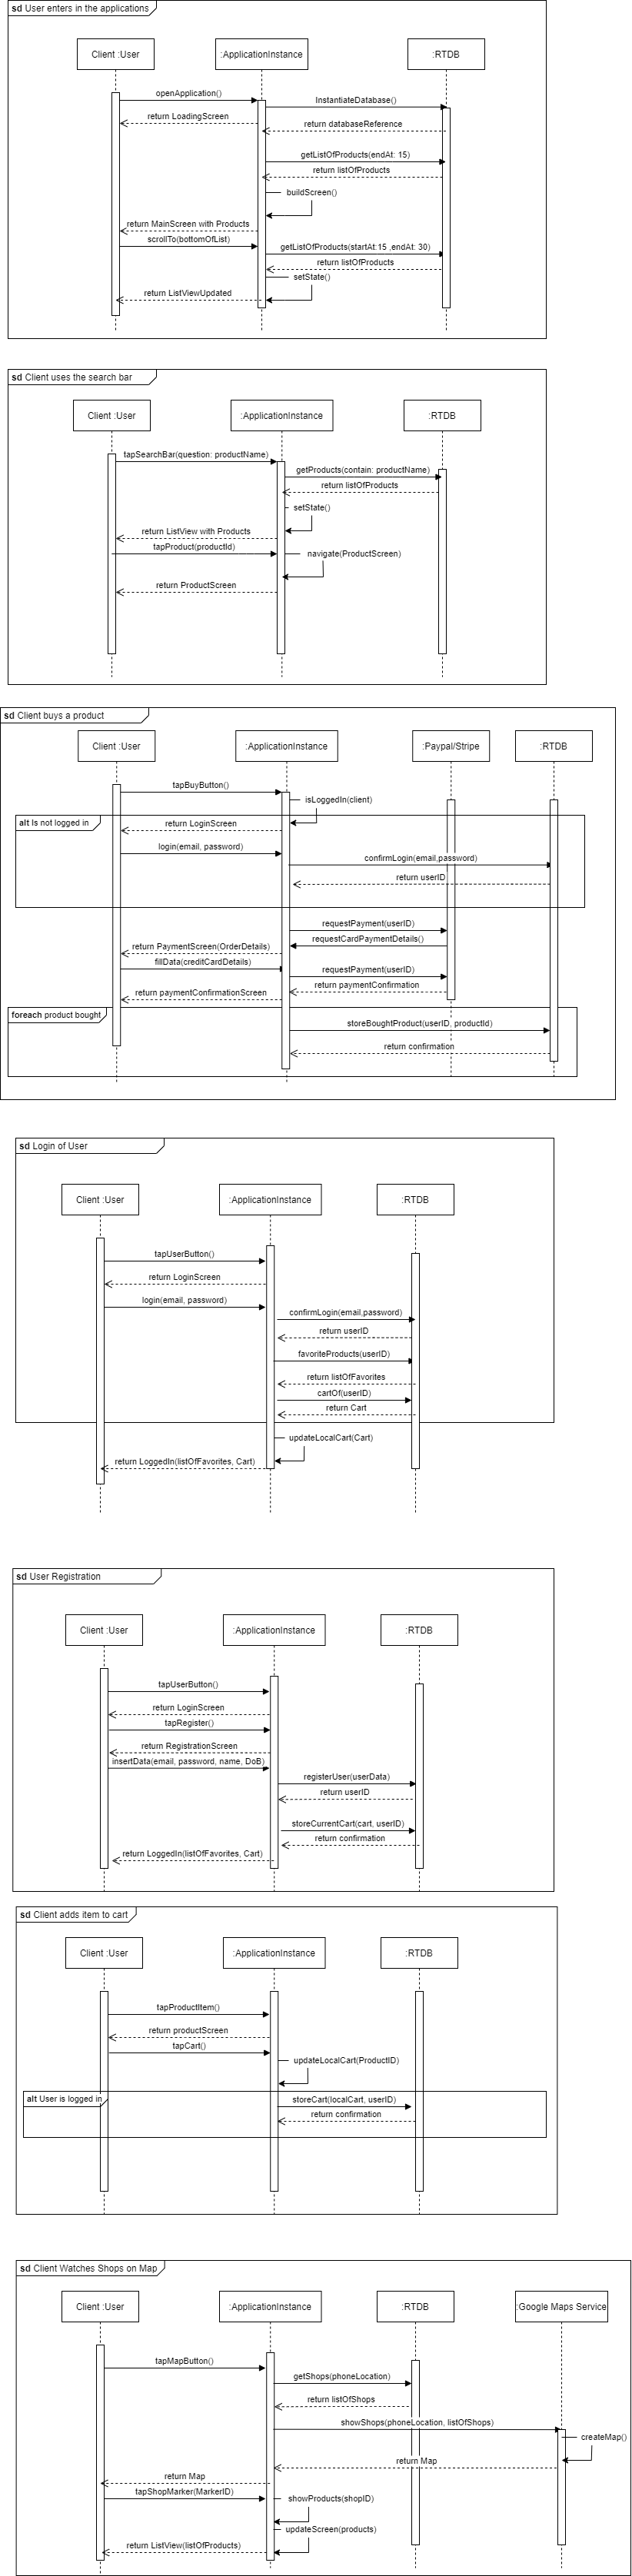 sd User enters in the applications
Client :User
:ApplicationInstance
:RTDB
openApplication()
InstantiateDatabase()
return LoadingScreen
return databaseReference
getListOfProducts(endAt: 15)
return listOfProducts
buildScreen()
return MainScreen with Products
scrollTo(bottomOfList)
getListOfProducts(startAt:15 ,endAt: 30)
return listOfProducts
setState()
return ListViewUpdated
sd Client uses the search bar
Client :User
:ApplicationInstance
:RTDB
tapSearchBar(question: productName)
getProducts(contain: productName)
return listOfProducts
setState()
return ListView with Products
tapProduct(productId)
navigate(ProductScreen)
return ProductScreen
sd Client buys a product
Client :User
:ApplicationInstance
:Paypal/Stripe
:RTDB
tapBuyButton()
isLoggedIn(client)
alt Is not logged in
return LoginScreen
login(email, password)
confirmLogin(email,password)
return userID
requestPayment(userID)
requestCardPaymentDetails()
return PaymentScreen(OrderDetails)
fillData(creditCardDetails)
requestPayment(userID)
return paymentConfirmation
return paymentConfirmationScreen
foreach product bought
storeBoughtProduct(userID, productId)
return confirmation
sd Login of User
Client :User
:ApplicationInstance
:RTDB
tapUserButton()
return LoginScreen
login(email, password)
confirmLogin(email,password)
return userID
favoriteProducts(userID)
return listOfFavorites
cartOf(userID)
return Cart
updateLocalCart(Cart)
return LoggedIn(listOfFavorites, Cart)
sd User Registration
Client :User
:ApplicationInstance
:RTDB
tapUserButton()
return LoginScreen
tapRegister()
return RegistrationScreen
insertData(email, password, name, DoB)
registerUser(userData)
return userID
storeCurrentCart(cart, userID)
return confirmation
return LoggedIn(listOfFavorites, Cart)
sd Client adds item to cart
Client :User
:ApplicationInstance
:RTDB
tapProductItem()
return productScreen
tapCart()
updateLocalCart(ProductID)
alt User is logged in
storeCart(localCart, userID)
return confirmation
sd Client Watches Shops on Map
Client :User
:ApplicationInstance
:RTDB
:Google Maps Service
tapMapButton()
getShops(phoneLocation)
return listOfShops
showShops(phoneLocation, listOfShops)
createMap()
return Map
return Map
tapShopMarker(MarkerID)
showProducts(shopID)
updateScreen(products)
return ListView(listOfProducts)